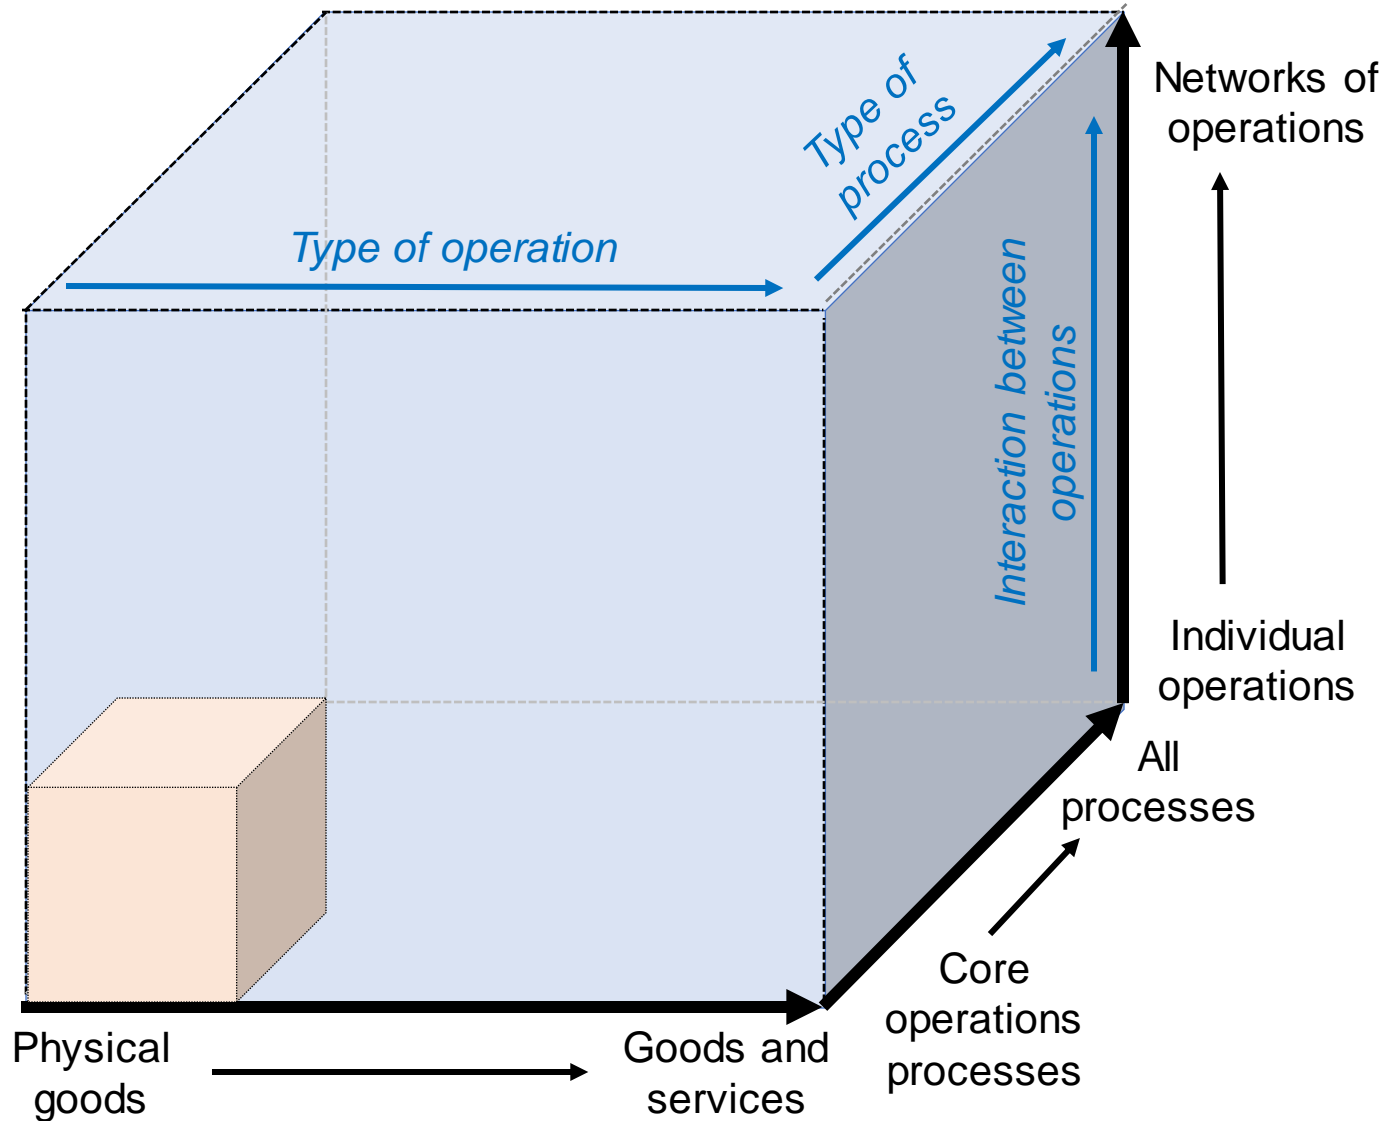 Networks of
operations
Type of
process
Type of operation
Interaction between
operations
Individual
operations
All
processes
Core
operations
processes
Physical
goods
Goods and
services